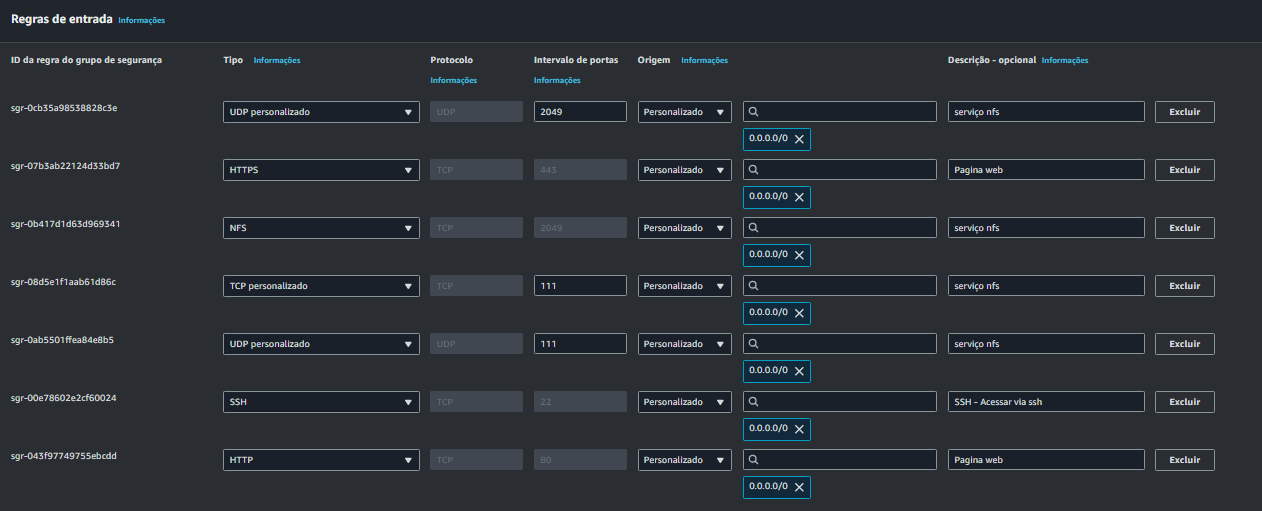 Regras de entrada Informações
ID da regra do grupo de segurança Tipo Informações Protocolo Informações Intervalo de portas Informações Origem Informações Descrição - opcional Informações
sgr-0cb35a98538828c3e UDP personalizado UDP 2049 Personalizado serviço nfs Excluir
0.0.0.0/0
sgr-07b3ab22124d33bd7 HTTPS TCP 443 Personalizado Pagina web Excluir
0.0.0.0/0
sgr-0b417d1d63d969341 NFS TCP 2049 Personalizado serviço nfs Excluir
0.0.0.0/0
sgr-08d5e1f1aab61d86c TCP personalizado TCP 111 Personalizado serviço nfs Excluir
0.0.0.0/0
sgr-0ab5501ffea84e8b5 UDP personalizado UDP 111 Personalizado serviço nfs Excluir
0.0.0.0/0
sgr-00e78602e2cf60024 SSH TCP 22 Personalizado SSH - Acessar via ssh Excluir
0.0.0.0/0
sgr-043f97749755ebcdd HTTP TCP 80 Personalizado Pagina web Excluir
0.0.0.0/0